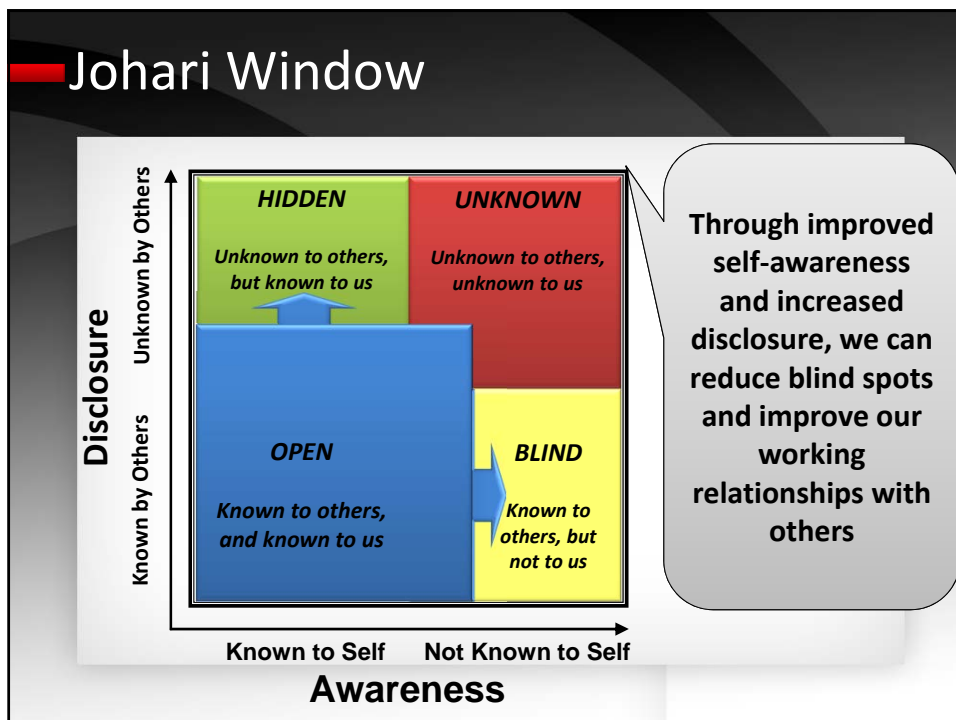 Johari Window
Disclosure
Unknown by Others
Known by Others
HIDDEN
Unknown to others,
but known to us
UNKNOWN
Unknown to others,
unknown to us
OPEN
Known to others,
and known to us
BLIND
Known to
others, but
not to us
Known to Self
Not Known to Self
Awareness
Through improved
self-awareness
and increased
disclosure, we can
reduce blind spots
and improve our
working
relationships with
others